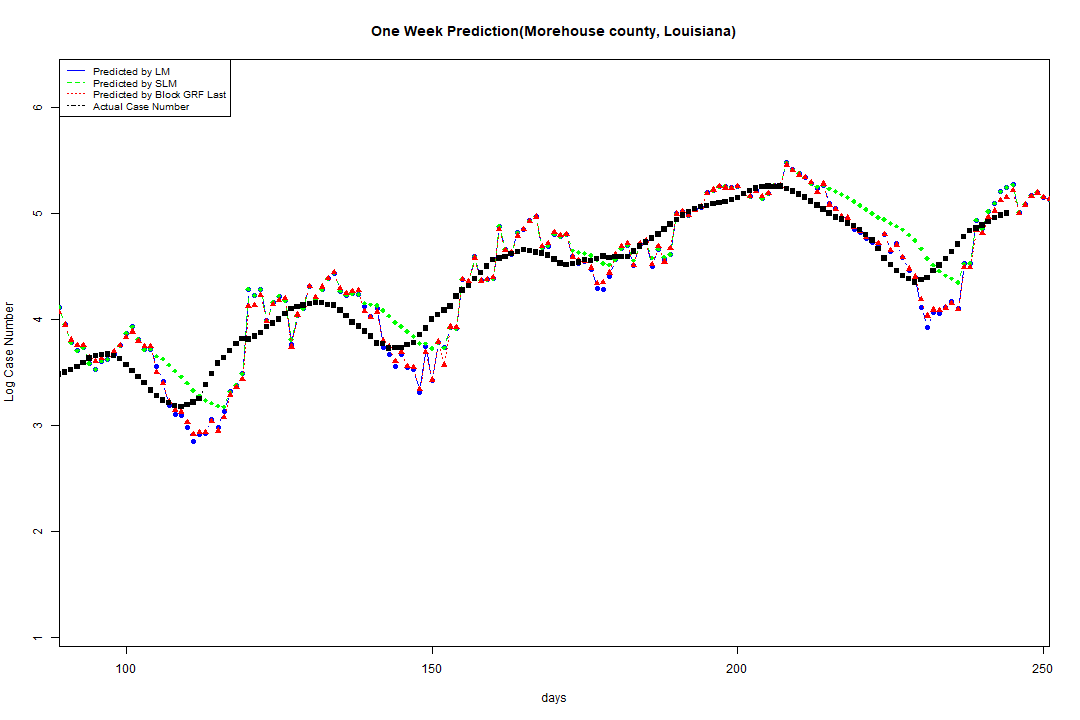 One Week Prediction(Morehouse county, Louisiana)
Predicted by LM
Predicted by SLM
Predicted by Block GRF Last
Actual Case Number
6
5
4
3
2
1
Log Case Number
100
150
200
250
days